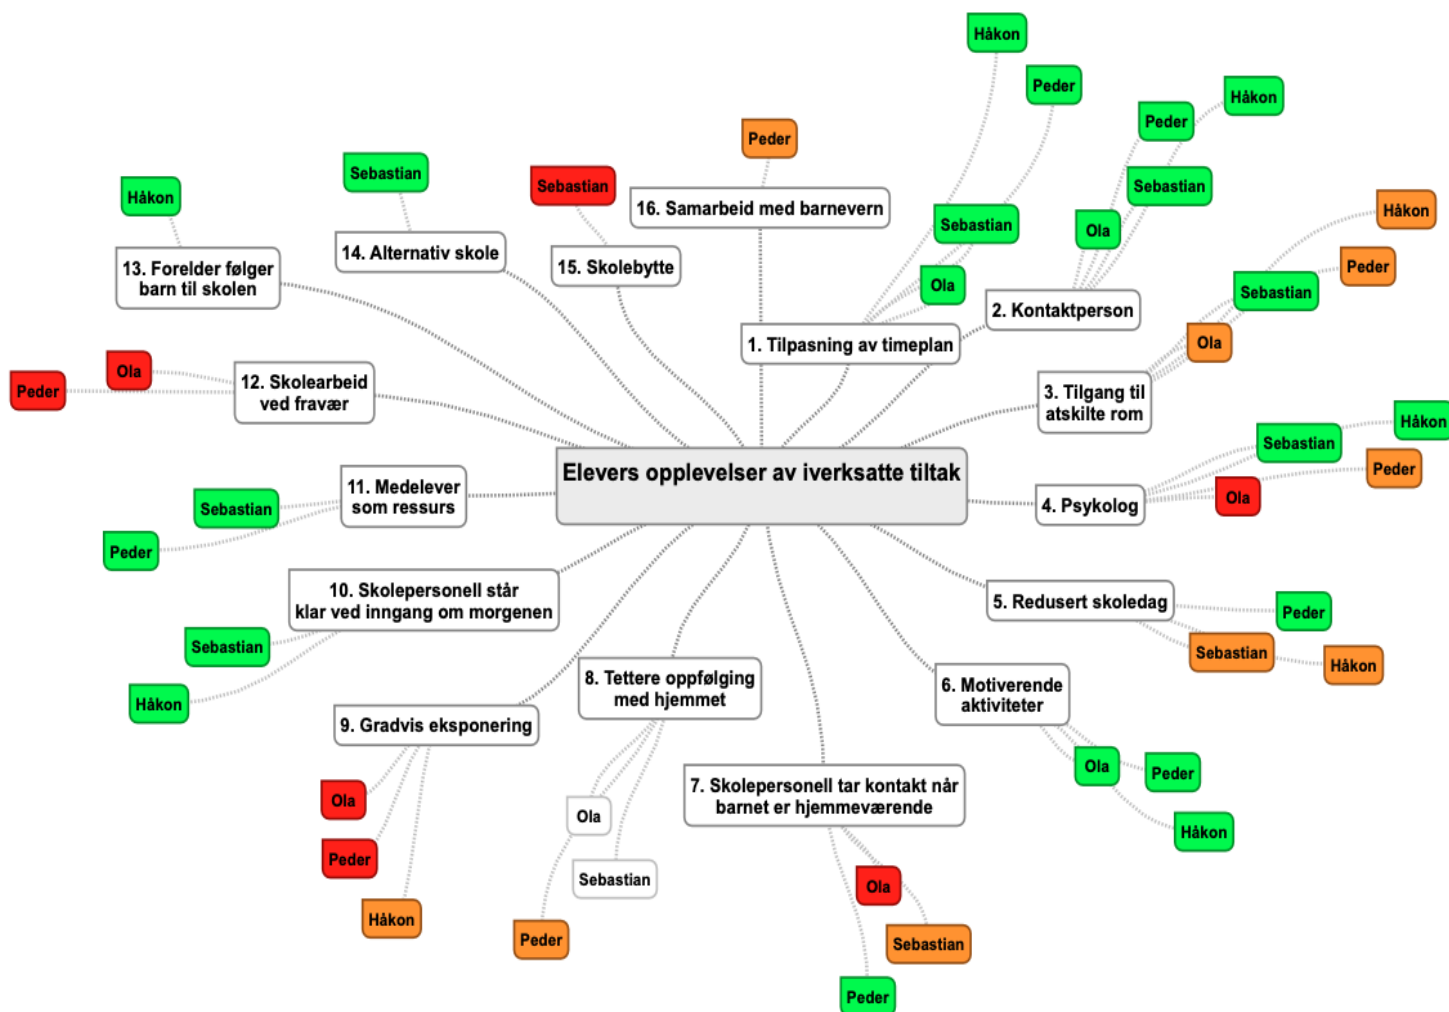 Elevers opplevelser av iverksatte tiltak
1. Tilpasning av timeplan
Håkon
Peder
Sebastian
Ola
2. Kontaktperson
Håkon
Peder
Sebastian
Ola
3. Tilgang til
atskilte rom
Håkon
Peder
Sebastian
Ola
4. Psykolog
Håkon
Sebastian
Peder
Ola
5. Redusert skoledag
Peder
Sebastian
Håkon
6. Motiverende
aktiviteter
Ola
Peder
Håkon
7. Skolepersonell tar kontakt når
barnet er hjemmeværende
Ola
Sebastian
Peder
8. Tettere oppfølging
med hjemmet
Ola
Sebastian
Peder
9. Gradvis eksponering
Ola
Peder
Håkon
10. Skolepersonell står
klar ved inngang om morgenen
Sebastian
Håkon
11. Medelever
som ressurs
Sebastian
Peder
12. Skolearbeid
ved fravær
Ola
Peder
13. Forelder følger
barn til skolen
Håkon
14. Alternativ skole
Sebastian
15. Skolebytte
Sebastian
16. Samarbeid med barnevern
Peder